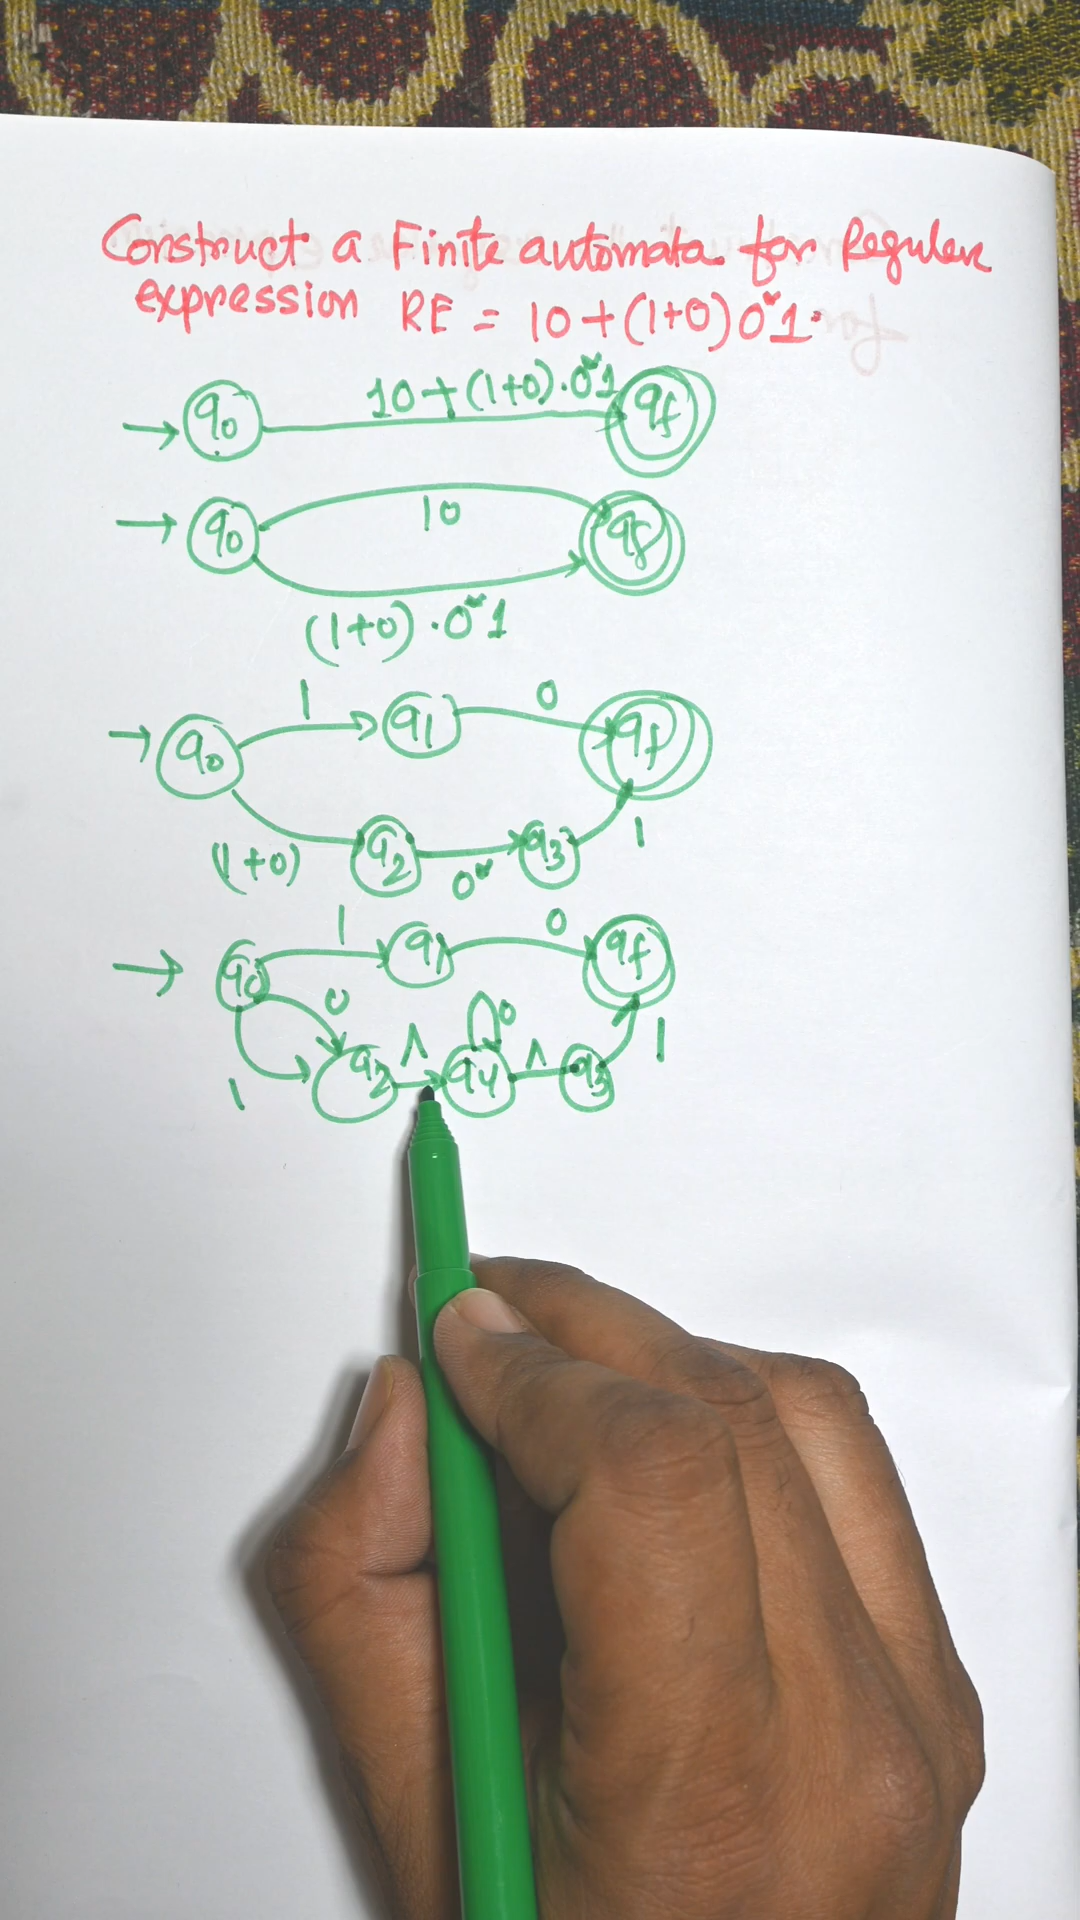 Construct a Finite automata for Regular
expression RE = 10+(1+0)0*1.
10+(1+0).0*1
q0 qf
10
q0 qf
(1+0).0*1
1 0
q0 q1 qf
(1+0) q2 0* q3 1
1 0
q0 q1 qf
0 0
1 q2 Λ q4 Λ q3 1